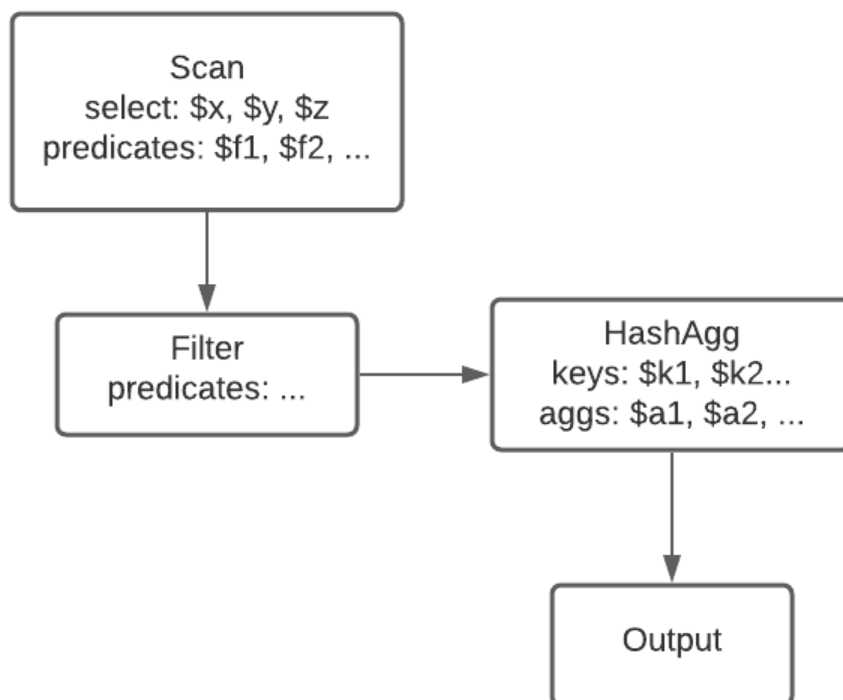 Scan
select: $x, $y, $z
predicates: $f1, $f2, ...
Filter
predicates: ...
HashAgg
keys: $k1, $k2...
aggs: $a1, $a2, ...
Output